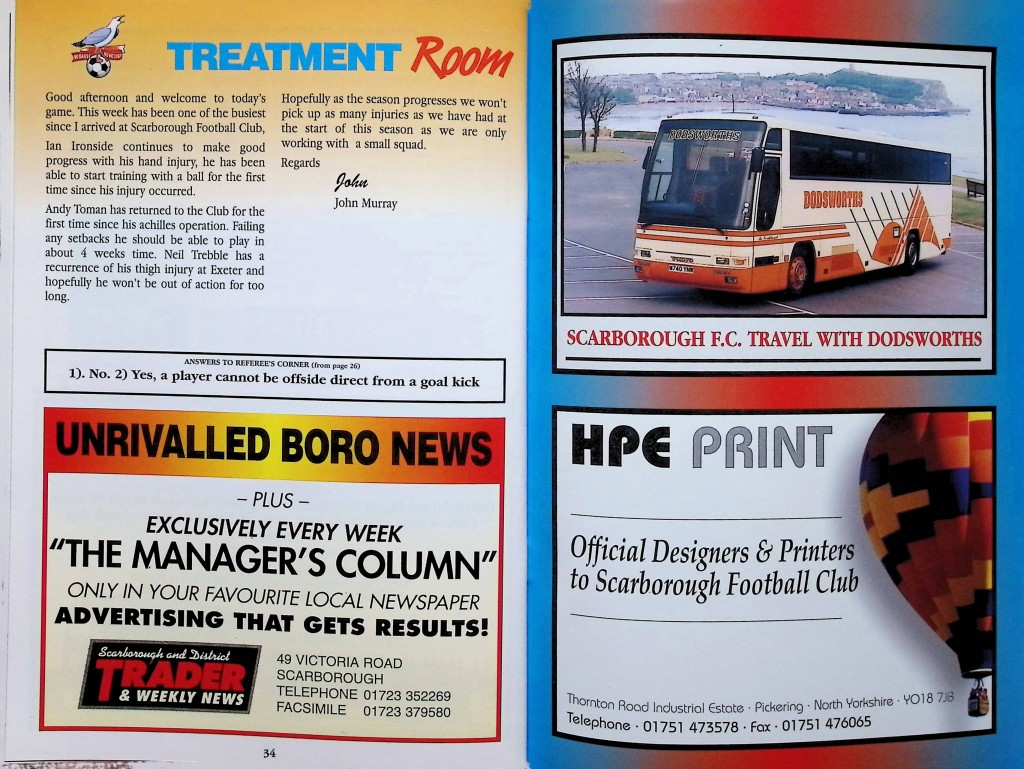 TREATMENT Room
Good afternoon and welcome to today's
game. This week has been one of the busiest
since I arrived at Scarborough Football Club,
Ian Ironside continues to make good
progress with his hand injury, he has been
able to start training with a ball for the first
time since his injury occurred.
Andy Toman has returned to the Club for the
first time since his achilles operation. Failing
any setbacks he should be able to play in
about 4 weeks time. Neil Trebble has a
recurrence of his thigh injury at Exeter and
hopefully he won't be out of action for too
long.
Hopefully as the season progresses we won't
pick up as many injuries as we have had at
the start of this season as we are only
working with a small squad.
Regards
John
John Murray
ANSWERS TO REFEREE'S CORNER (from page 26)
1). No. 2) Yes, a player cannot be offside direct from a goal kick
UNRIVALLED BORO NEWS
– PLUS –
EXCLUSIVELY EVERY WEEK
"THE MANAGER'S COLUMN"
ONLY IN YOUR FAVOURITE LOCAL NEWSPAPER
ADVERTISING THAT GETS RESULTS!
Scarborough and District
TRADER
& WEEKLY NEWS
49 VICTORIA ROAD
SCARBOROUGH
TELEPHONE 01723 352269
FACSIMILE 01723 379580
34
DODSWORTHS
DODSWORTHS
VOLVO
N740 YNW
SCARBOROUGH F.C. TRAVEL WITH DODSWORTHS
HPE PRINT
Official Designers & Printers
to Scarborough Football Club
Thornton Road Industrial Estate · Pickering · North Yorkshire · YO18 7JB
Telephone · 01751 473578 · Fax · 01751 476065